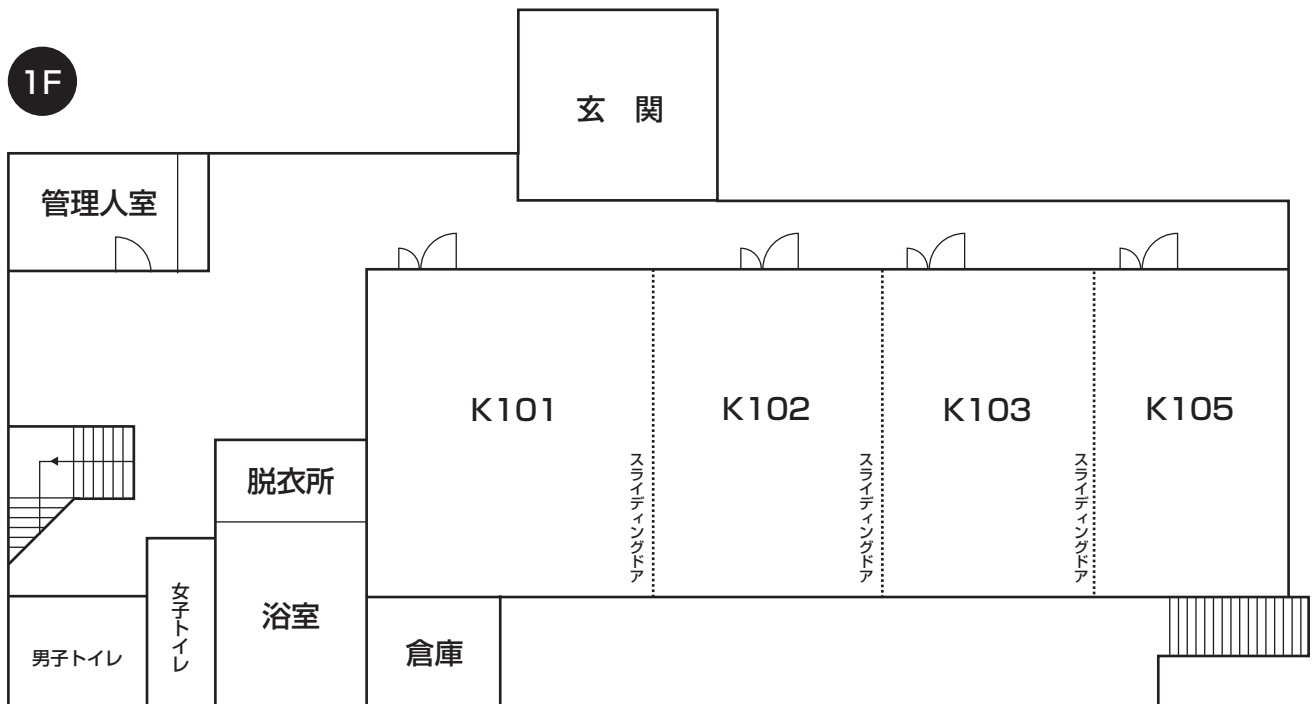 1F
玄 関
管理人室
K101
K102
K103
K105
スライディングドア
スライディングドア
スライディングドア
脱衣所
浴室
女子トイレ
男子トイレ
倉庫